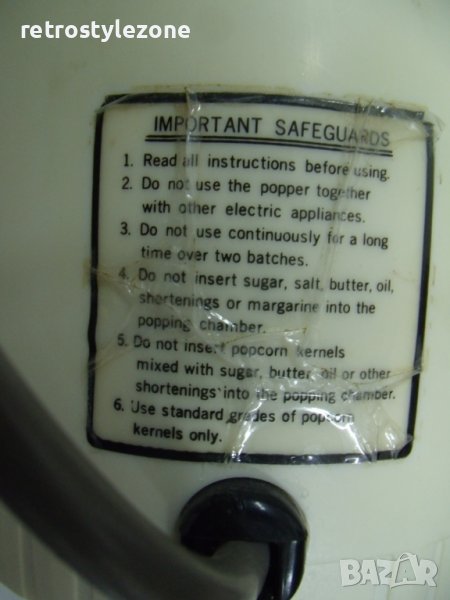 retrostylezone
IMPORTANT SAFEGUARDS
1. Read all instructions before using.
2. Do not use the popper together
with other electric appliances.
3. Do not use continuously for a long
time over two batches.
4. Do not insert sugar, salt, butter, oil,
shortenings or margarine into the
popping chamber.
5. Do not insert popcorn kernels
mixed with sugar, butter, oil or other
shortenings into the popping chamber.
6. Use standard grades of popcorn
kernels only.
BAZAR